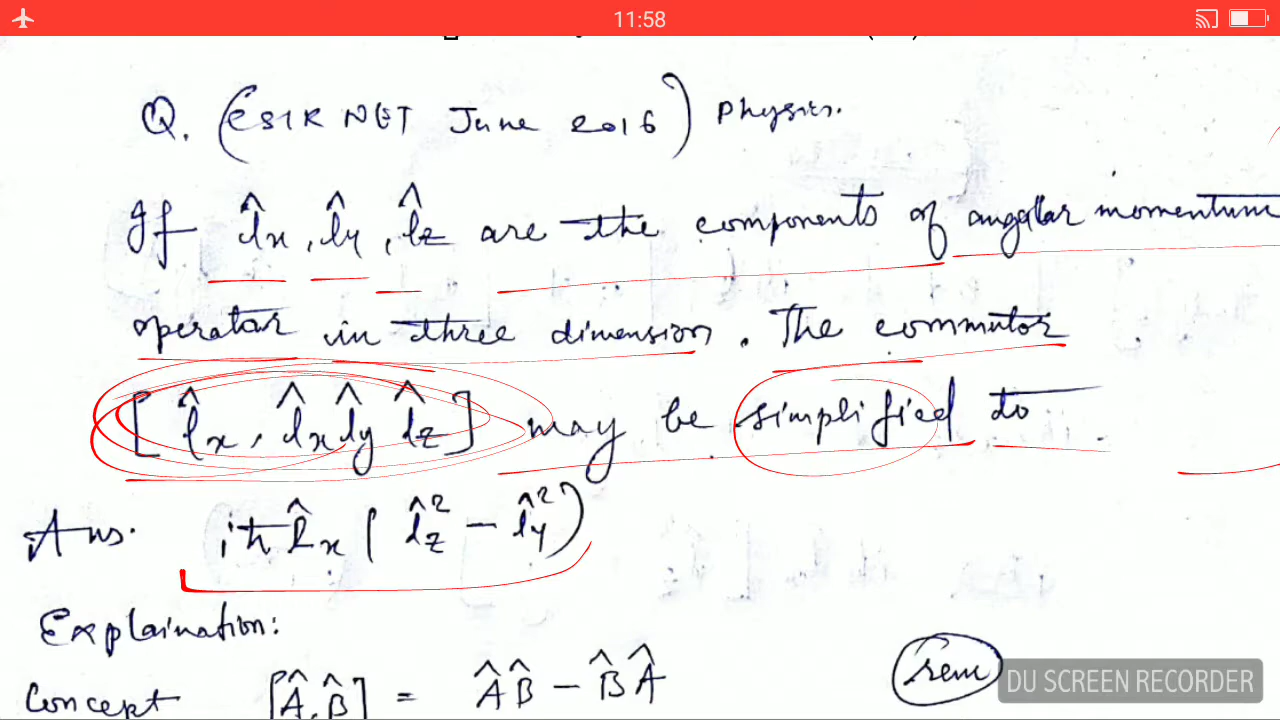 11:58
Q. (CSIR NET June 2016) Physics.
If l̂x, l̂y, l̂z are the components of angular momentum
operator in three dimension. The commutor
[l̂x, l̂x l̂y l̂z] may be simplified to
Ans. iħ l̂x (l̂z² – l̂y²)
Explaination:
Concept [Â, B̂] = ÂB̂ – B̂Â
rem
DU SCREEN RECORDER